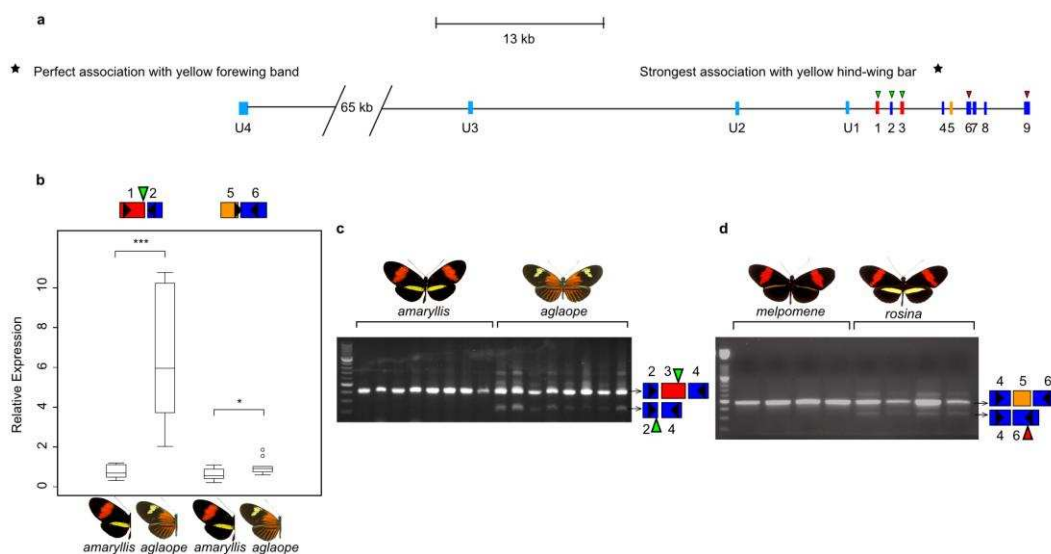 a
13 kb
★ Perfect association with yellow forewing band
Strongest association with yellow hind-wing bar ★
65 kb
U4 U3 U2 U1 1 2 3 4 5 6 7 8 9
b
1 2 5 6
***
*
Relative Expression
10
8
6
4
2
0
amaryllis aglaope amaryllis aglaope
c
amaryllis aglaope
2 3 4
2 4
d
melpomene rosina
4 5 6
4 6